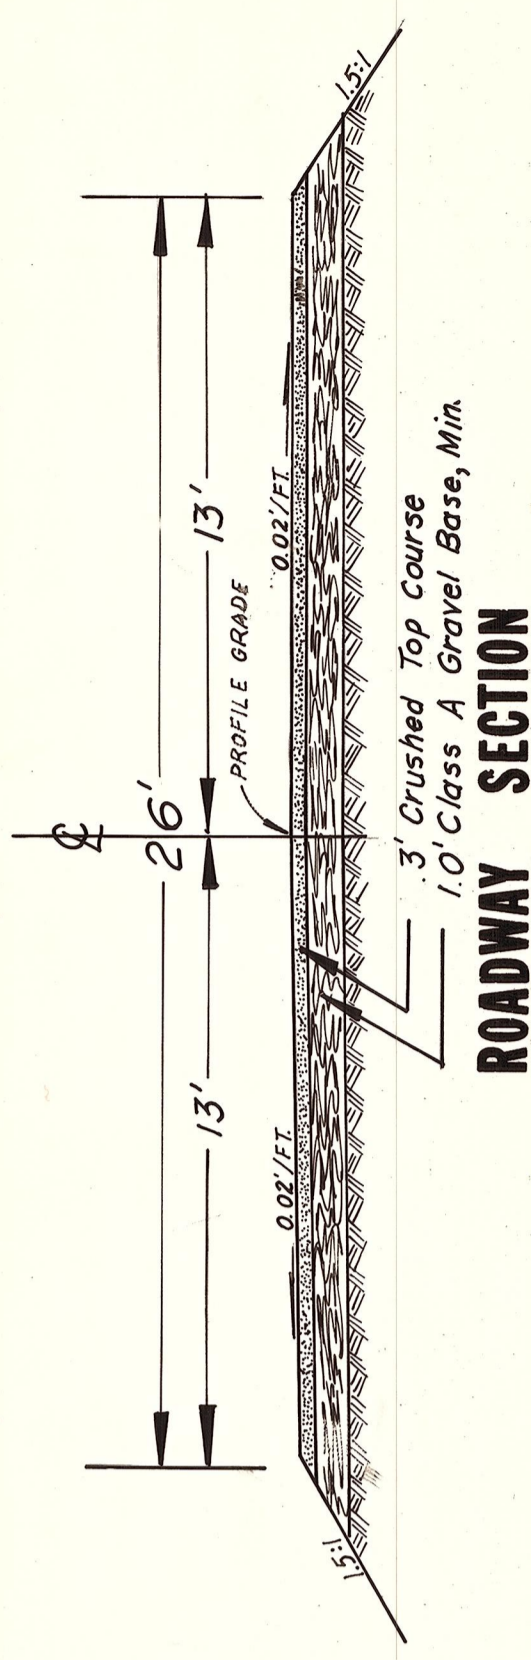 ℄
26'
13'
13'
PROFILE GRADE
0.02'/FT.
0.02'/FT.
1.5:1
1.5:1
.3' Crushed Top Course
1.0' Class A Gravel Base, Min.
ROADWAY SECTION